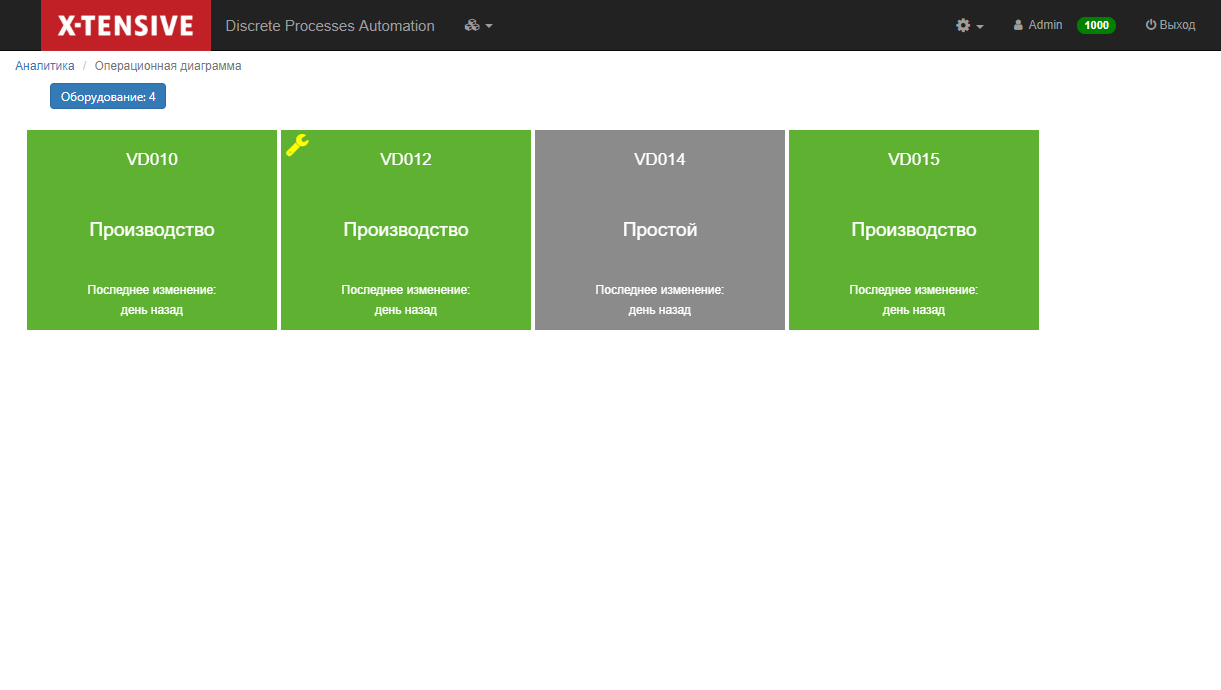 X-TENSIVE Discrete Processes Automation Admin 1000 Выход
Аналитика / Операционная диаграмма
Оборудование: 4
VD010 VD012 VD014 VD015
Производство Производство Простой Производство
Последнее изменение: Последнее изменение: Последнее изменение: Последнее изменение:
день назад день назад день назад день назад